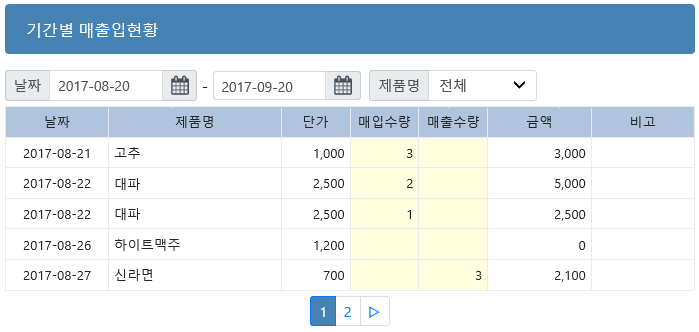 기간별 매출입현황
날짜 2017-08-20 - 2017-09-20 제품명 전체
날짜 제품명 단가 매입수량 매출수량 금액 비고
2017-08-21 고추 1,000 3 3,000
2017-08-22 대파 2,500 2 5,000
2017-08-22 대파 2,500 1 2,500
2017-08-26 하이트맥주 1,200 0
2017-08-27 신라면 700 3 2,100
1 2 ▷